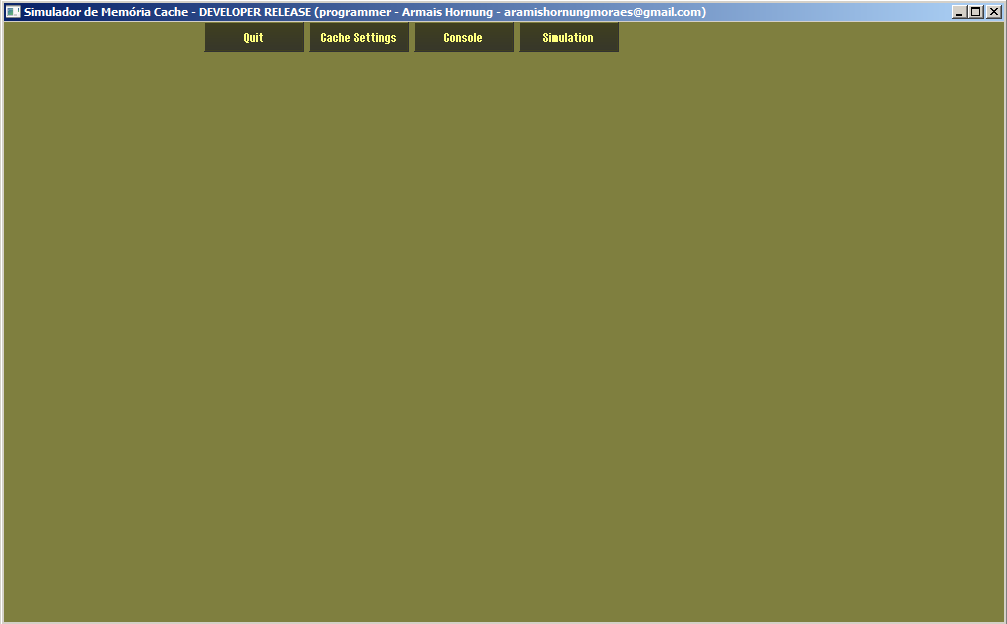 Simulador de Memória Cache - DEVELOPER RELEASE (programmer - Armais Hornung - aramishornungmoraes@gmail.com)
Quit Cache Settings Console Simulation